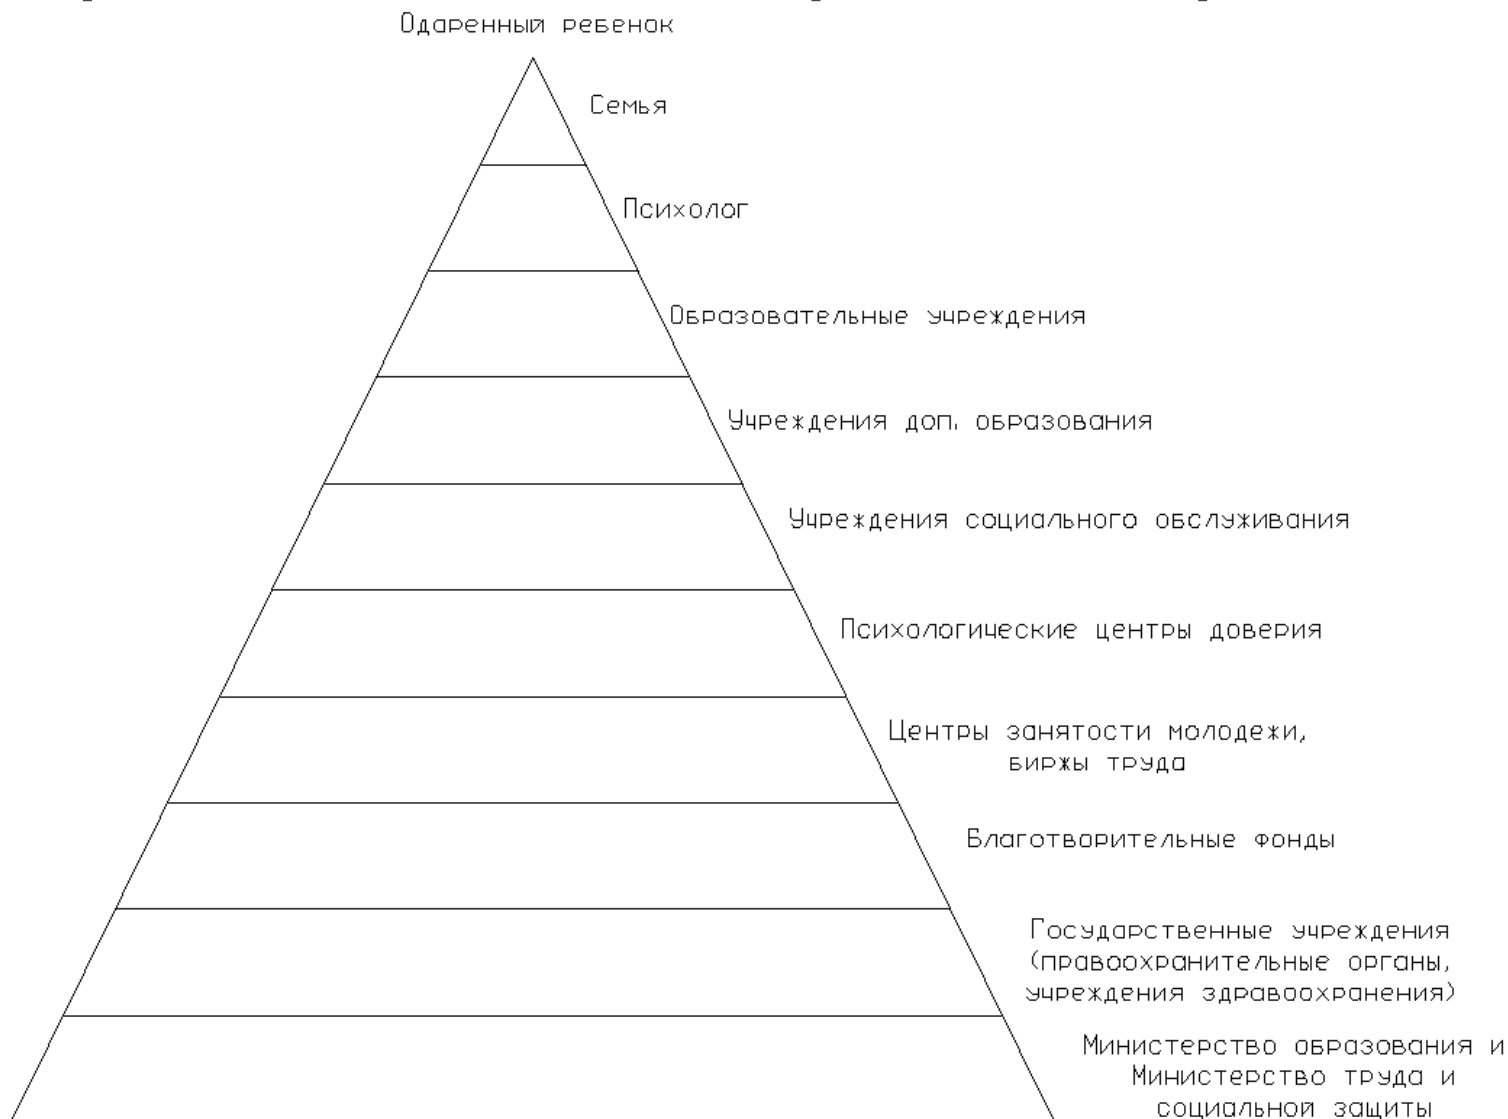 Одаренный ребенок
Семья
Психолог
Образовательные учреждения
Учреждения доп. образования
Учреждения социального обслуживания
Психологические центры доверия
Центры занятости молодежи,
биржы труда
Благотворительные фонды
Государственные учреждения
(правоохранительные органы,
учреждения здравоохранения)
Министерство образования и
Министерство труда и
социальной защиты